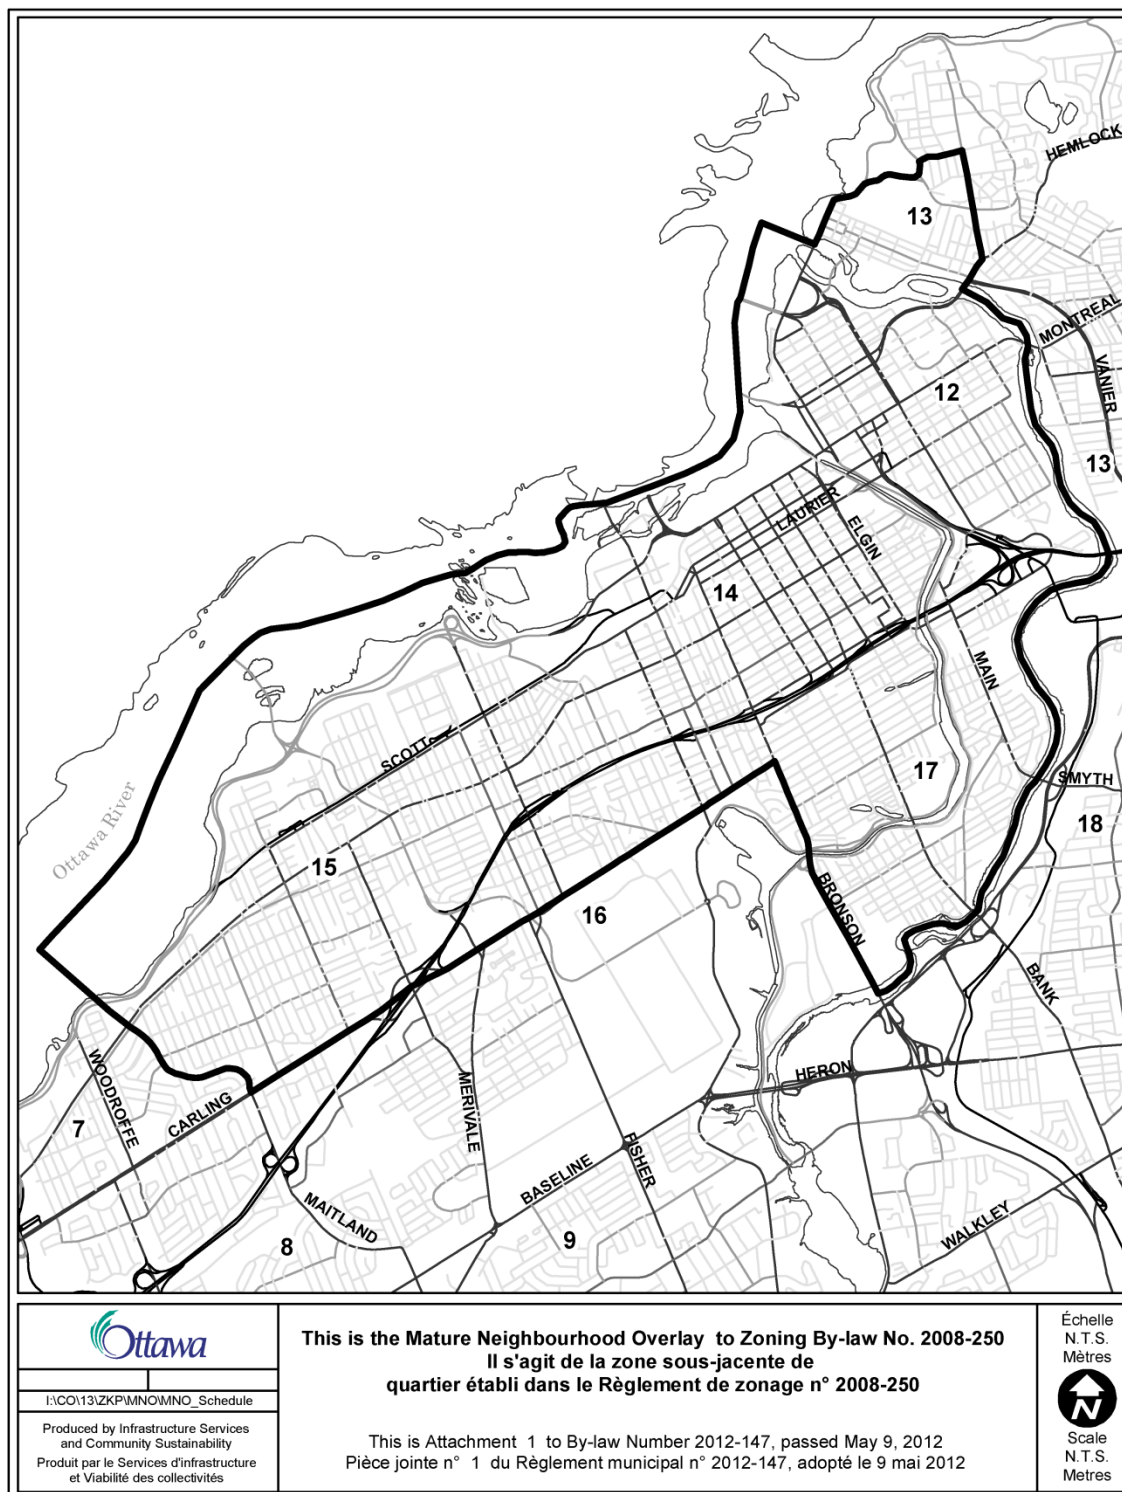 HEMLOCK
13
MONTREAL
VANIER
12
13
LAURIER
ELGIN
14
MAIN
SCOTT
17
SMYTH
Ottawa River
18
15
BRONSON
16
BANK
WOODROFFE
HERON
MERIVALE
CARLING
7
FISHER
BASELINE
MAITLAND
WALKLEY
8
9
Ottawa
I:\CO\13\ZKP\MNO\MNO_Schedule
Produced by Infrastructure Services
and Community Sustainability
Produit par le Services d'infrastructure
et Viabilité des collectivités
This is the Mature Neighbourhood Overlay to Zoning By-law No. 2008-250
Il s'agit de la zone sous-jacente de
quartier établi dans le Règlement de zonage n° 2008-250
This is Attachment 1 to By-law Number 2012-147, passed May 9, 2012
Pièce jointe n° 1 du Règlement municipal n° 2012-147, adopté le 9 mai 2012
Échelle
N.T.S.
Mètres
N
Scale
N.T.S.
Metres